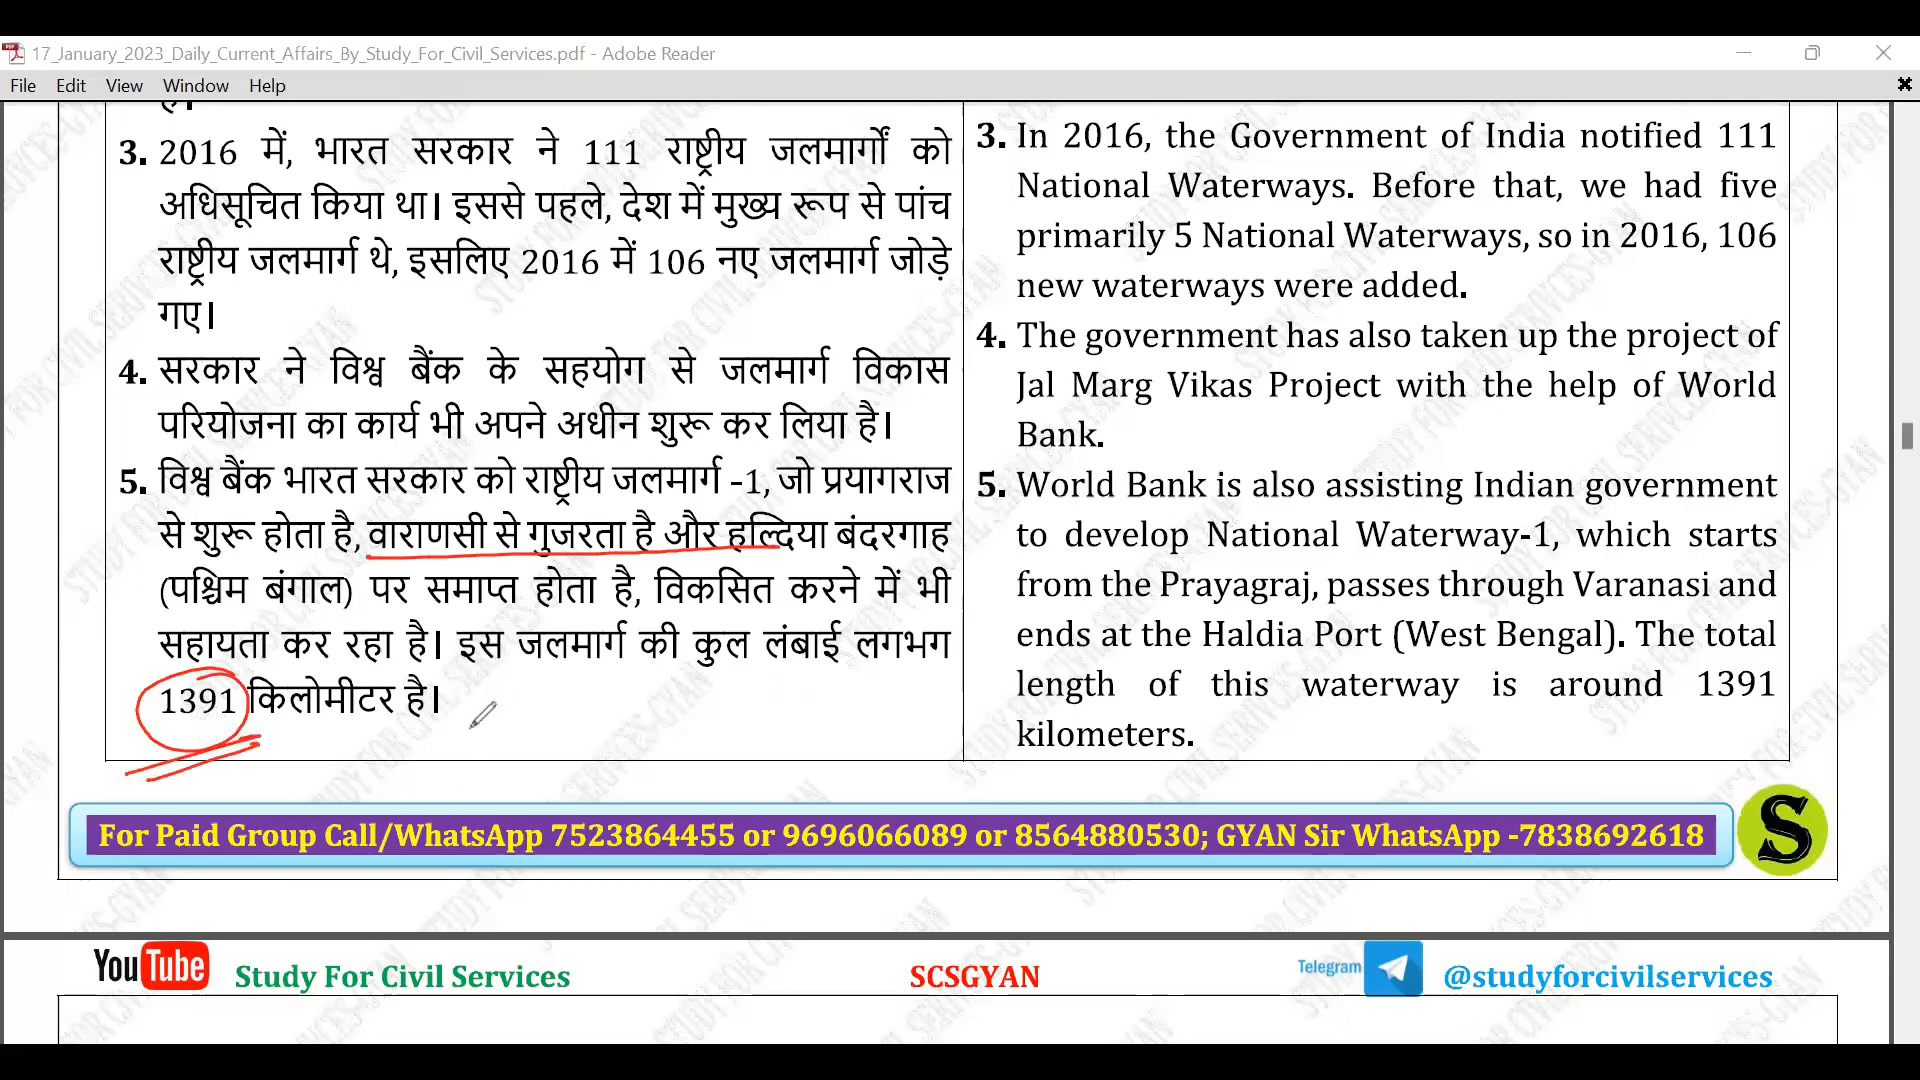 17_January_2023_Daily_Current_Affairs_By_Study_For_Civil_Services.pdf - Adobe Reader
File Edit View Window Help
है।
3. 2016 में, भारत सरकार ने 111 राष्ट्रीय जलमार्गों को
अधिसूचित किया था। इससे पहले, देश में मुख्य रूप से पांच
राष्ट्रीय जलमार्ग थे, इसलिए 2016 में 106 नए जलमार्ग जोड़े
गए।
4. सरकार ने विश्व बैंक के सहयोग से जलमार्ग विकास
परियोजना का कार्य भी अपने अधीन शुरू कर लिया है।
5. विश्व बैंक भारत सरकार को राष्ट्रीय जलमार्ग -1, जो प्रयागराज
से शुरू होता है, वाराणसी से गुजरता है और हल्दिया बंदरगाह
(पश्चिम बंगाल) पर समाप्त होता है, विकसित करने में भी
सहायता कर रहा है। इस जलमार्ग की कुल लंबाई लगभग
1391 किलोमीटर है।
3. In 2016, the Government of India notified 111
National Waterways. Before that, we had five
primarily 5 National Waterways, so in 2016, 106
new waterways were added.
4. The government has also taken up the project of
Jal Marg Vikas Project with the help of World
Bank.
5. World Bank is also assisting Indian government
to develop National Waterway-1, which starts
from the Prayagraj, passes through Varanasi and
ends at the Haldia Port (West Bengal). The total
length of this waterway is around 1391
kilometers.
For Paid Group Call/WhatsApp 7523864455 or 9696066089 or 8564880530; GYAN Sir WhatsApp -7838692618
S
YouTube Study For Civil Services SCSGYAN Telegram @studyforcivilservices